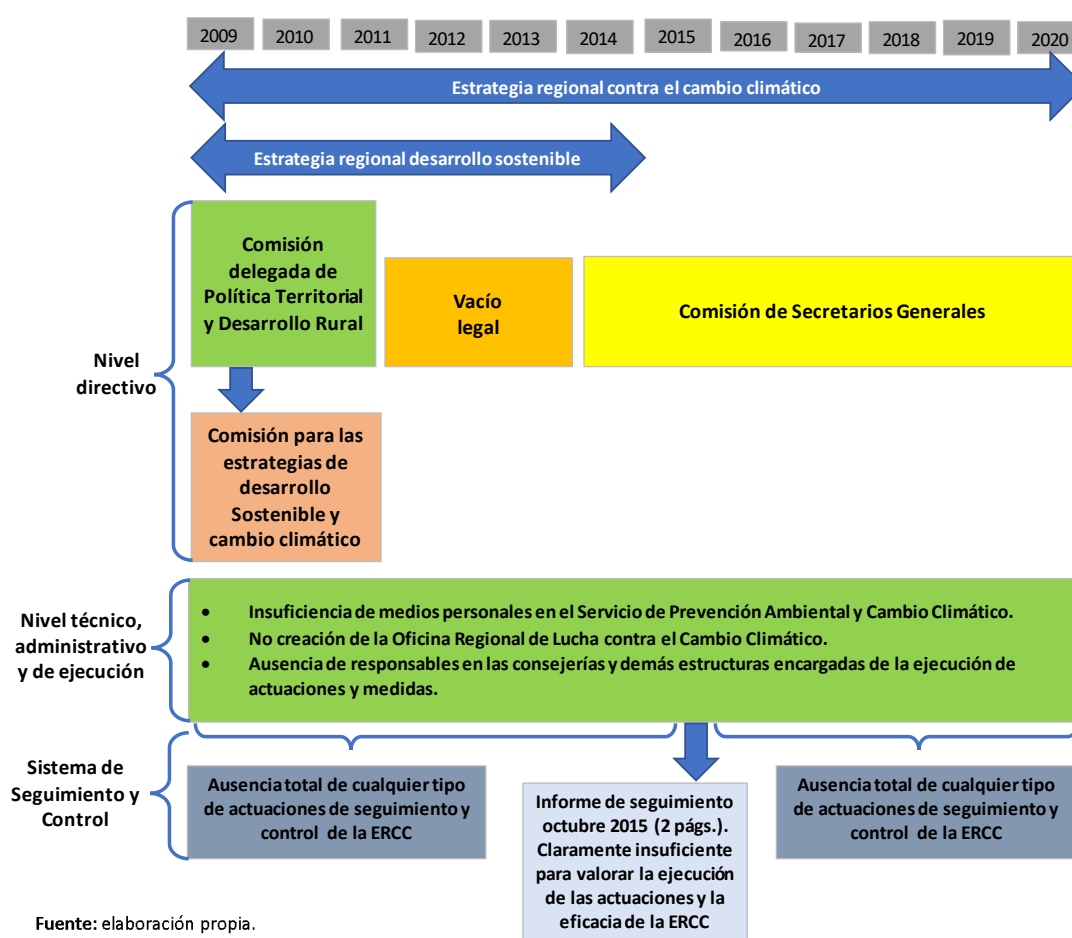 2009 2010 2011 2012 2013 2014 2015 2016 2017 2018 2019 2020
Estrategia regional contra el cambio climático
Estrategia regional desarrollo sostenible
Nivel
directivo
Comisión
delegada de
Política Territorial
y Desarrollo Rural
Vacío
legal
Comisión de Secretarios Generales
Comisión para las
estrategias de
desarrollo
Sostenible y
cambio climático
Nivel técnico,
administrativo
y de ejecución
• Insuficiencia de medios personales en el Servicio de Prevención Ambiental y Cambio Climático.
• No creación de la Oficina Regional de Lucha contra el Cambio Climático.
• Ausencia de responsables en las consejerías y demás estructuras encargadas de la ejecución de
actuaciones y medidas.
Sistema de
Seguimiento y
Control
Ausencia total de cualquier tipo
de actuaciones de seguimiento y
control de la ERCC
Informe de seguimiento
octubre 2015 (2 págs.).
Claramente insuficiente
para valorar la ejecución
de las actuaciones y la
eficacia de la ERCC
Ausencia total de cualquier tipo
de actuaciones de seguimiento y
control de la ERCC
Fuente: elaboración propia.